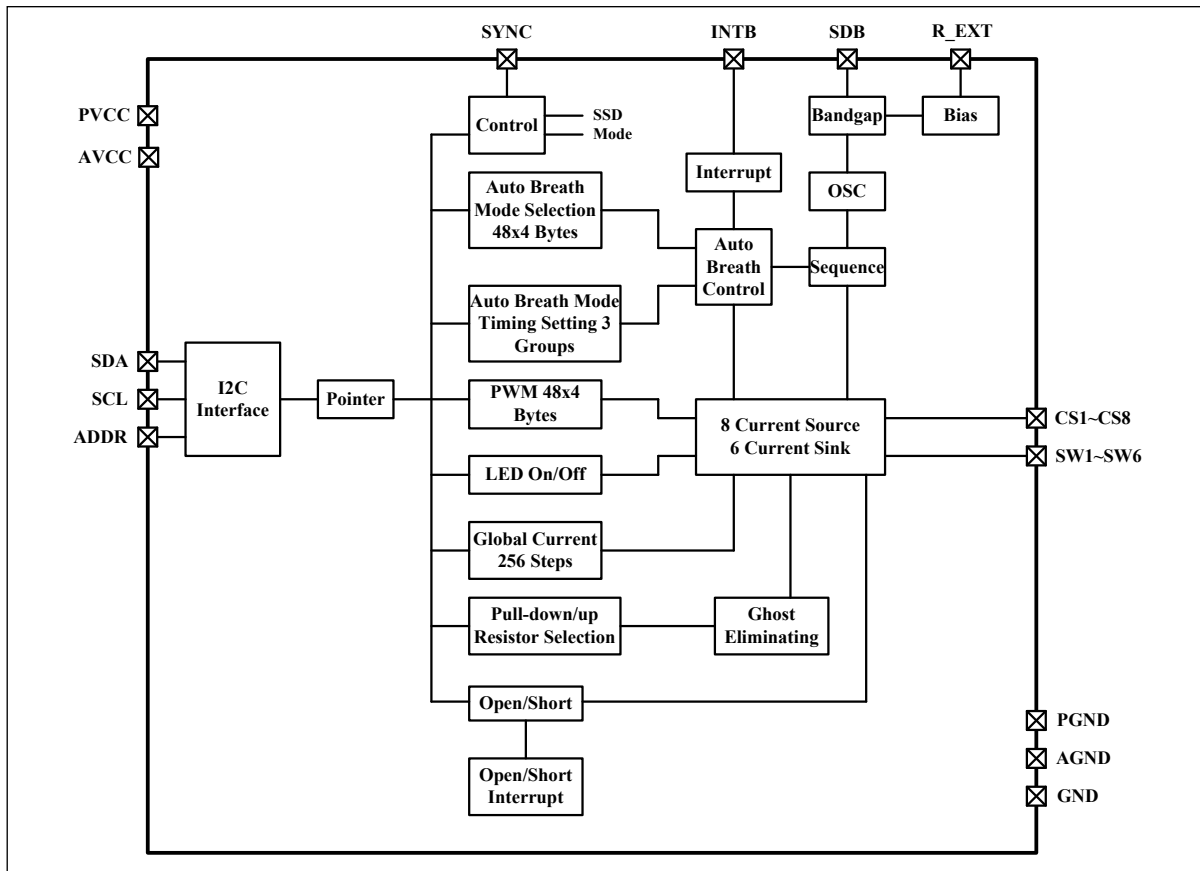 SYNC
INTB
SDB
R_EXT
PVCC
AVCC
Control
SSD
Mode
Bandgap
Bias
Interrupt
OSC
Auto Breath
Mode Selection
48x4 Bytes
Auto
Breath
Control
Sequence
Auto Breath Mode
Timing Setting 3
Groups
SDA
SCL
ADDR
I2C
Interface
Pointer
PWM 48x4
Bytes
8 Current Source
6 Current Sink
CS1~CS8
SW1~SW6
LED On/Off
Global Current
256 Steps
Pull-down/up
Resistor Selection
Ghost
Eliminating
Open/Short
Open/Short
Interrupt
PGND
AGND
GND